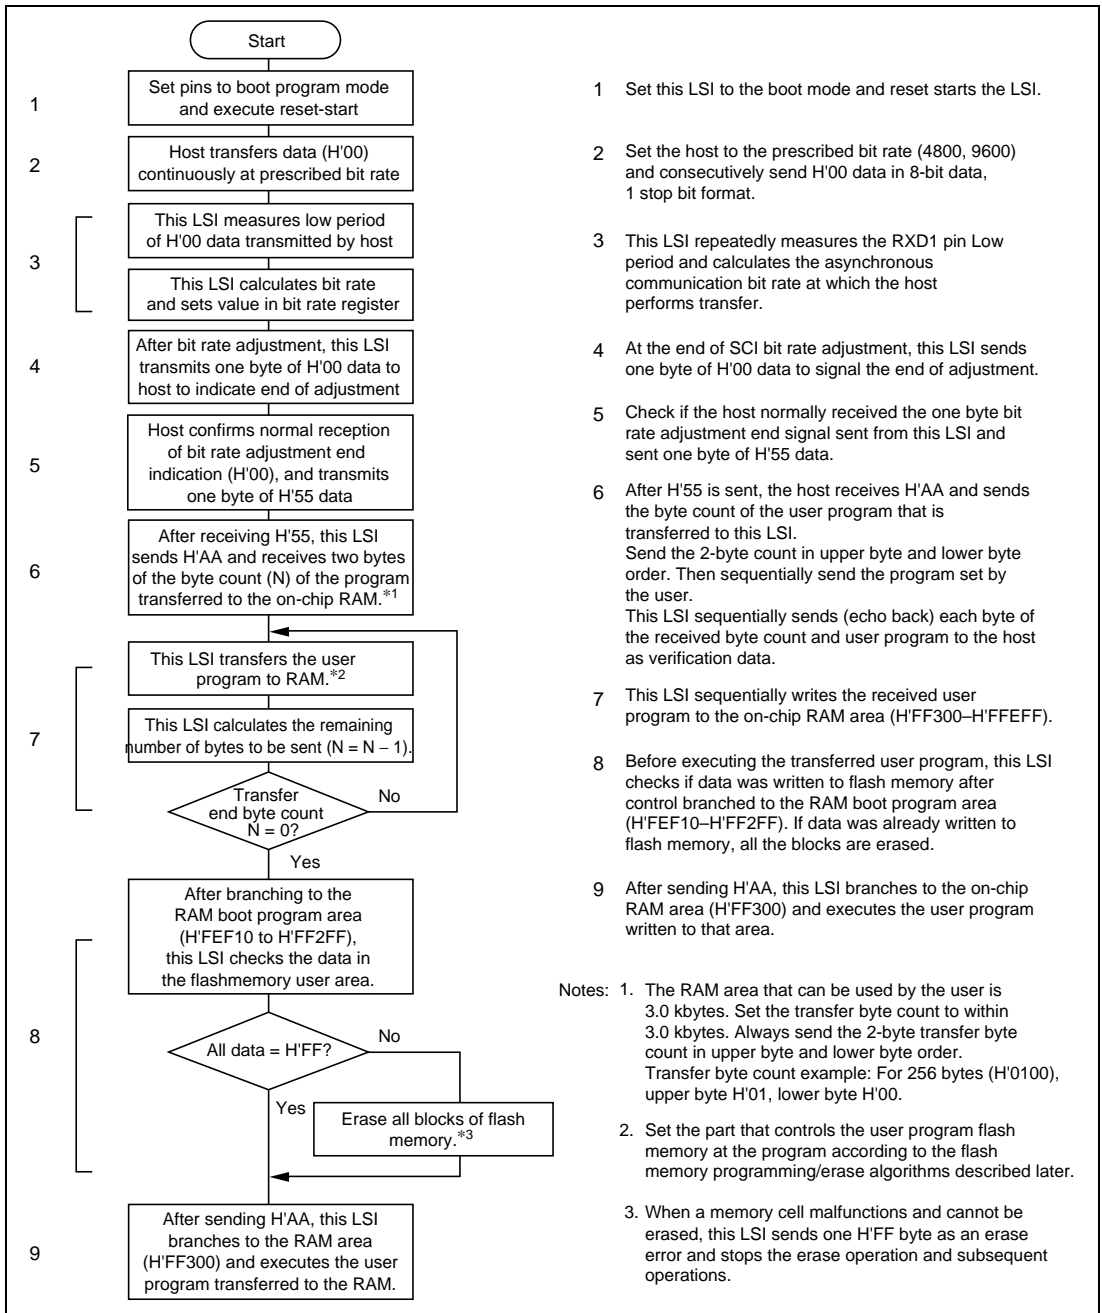 Start
1
Set pins to boot program mode
and execute reset-start
2
Host transfers data (H'00)
continuously at prescribed bit rate
3
This LSI measures low period
of H'00 data transmitted by host
This LSI calculates bit rate
and sets value in bit rate register
4
After bit rate adjustment, this LSI
transmits one byte of H'00 data to
host to indicate end of adjustment
5
Host confirms normal reception
of bit rate adjustment end
indication (H'00), and transmits
one byte of H'55 data
6
After receiving H'55, this LSI
sends H'AA and receives two bytes
of the byte count (N) of the program
transferred to the on-chip RAM.*1
7
This LSI transfers the user
program to RAM.*2
This LSI calculates the remaining
number of bytes to be sent (N = N − 1).
Transfer
end byte count
N = 0?
No
Yes
8
After branching to the
RAM boot program area
(H'FEF10 to H'FF2FF),
this LSI checks the data in
the flashmemory user area.
All data = H'FF?
No
Yes
Erase all blocks of flash
memory.*3
9
After sending H'AA, this LSI
branches to the RAM area
(H'FF300) and executes the user
program transferred to the RAM.
1 Set this LSI to the boot mode and reset starts the LSI.
2 Set the host to the prescribed bit rate (4800, 9600)
and consecutively send H'00 data in 8-bit data,
1 stop bit format.
3 This LSI repeatedly measures the RXD1 pin Low
period and calculates the asynchronous
communication bit rate at which the host
performs transfer.
4 At the end of SCI bit rate adjustment, this LSI sends
one byte of H'00 data to signal the end of adjustment.
5 Check if the host normally received the one byte bit
rate adjustment end signal sent from this LSI and
sent one byte of H'55 data.
6 After H'55 is sent, the host receives H'AA and sends
the byte count of the user program that is
transferred to this LSI.
Send the 2-byte count in upper byte and lower byte
order. Then sequentially send the program set by
the user.
This LSI sequentially sends (echo back) each byte of
the received byte count and user program to the host
as verification data.
7 This LSI sequentially writes the received user
program to the on-chip RAM area (H'FF300–H'FFEFF).
8 Before executing the transferred user program, this LSI
checks if data was written to flash memory after
control branched to the RAM boot program area
(H'FEF10–H'FF2FF). If data was already written to
flash memory, all the blocks are erased.
9 After sending H'AA, this LSI branches to the on-chip
RAM area (H'FF300) and executes the user program
written to that area.
Notes: 1. The RAM area that can be used by the user is
3.0 kbytes. Set the transfer byte count to within
3.0 kbytes. Always send the 2-byte transfer byte
count in upper byte and lower byte order.
Transfer byte count example: For 256 bytes (H'0100),
upper byte H'01, lower byte H'00.
2. Set the part that controls the user program flash
memory at the program according to the flash
memory programming/erase algorithms described later.
3. When a memory cell malfunctions and cannot be
erased, this LSI sends one H'FF byte as an erase
error and stops the erase operation and subsequent
operations.